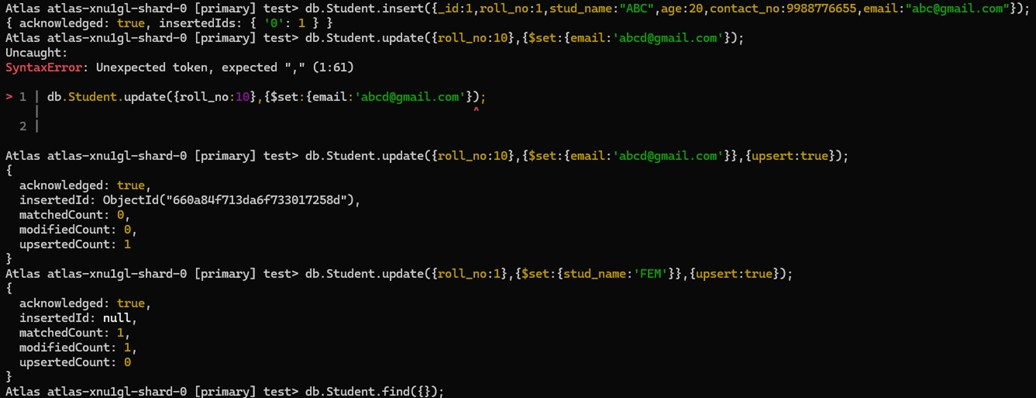 Atlas atlas-xnu1gl-shard-0 [primary] test> db.Student.insert({_id:1,roll_no:1,stud_name:"ABC",age:20,contact_no:9988776655,email:"abc@gmail.com"});
{ acknowledged: true, insertedIds: { '0': 1 } }
Atlas atlas-xnu1gl-shard-0 [primary] test> db.Student.update({roll_no:10},{$set:{email:'abcd@gmail.com'});
Uncaught:
SyntaxError: Unexpected token, expected "," (1:61)
> 1 | db.Student.update({roll_no:10},{$set:{email:'abcd@gmail.com'});
| ^
2 |
Atlas atlas-xnu1gl-shard-0 [primary] test> db.Student.update({roll_no:10},{$set:{email:'abcd@gmail.com'}},{upsert:true});
{
acknowledged: true,
insertedId: ObjectId("660a84f713da6f733017258d"),
matchedCount: 0,
modifiedCount: 0,
upsertedCount: 1
}
Atlas atlas-xnu1gl-shard-0 [primary] test> db.Student.update({roll_no:1},{$set:{stud_name:'FEM'}},{upsert:true});
{
acknowledged: true,
insertedId: null,
matchedCount: 1,
modifiedCount: 1,
upsertedCount: 0
}
Atlas atlas-xnu1gl-shard-0 [primary] test> db.Student.find({});